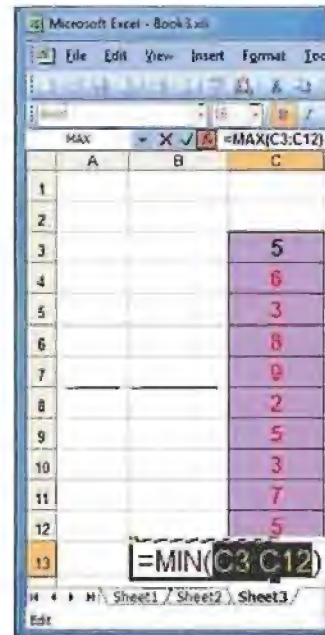 Microsoft Excel - Book3.xls
File Edit View Insert Format Too
MAX =MAX(C3:C12)
A B C
1
2
3 5
4 6
5 3
6 8
7 9
8 2
9 5
10 3
11 7
12 5
13 =MIN(C3:C12)
Sheet1 Sheet2 Sheet3
Edit